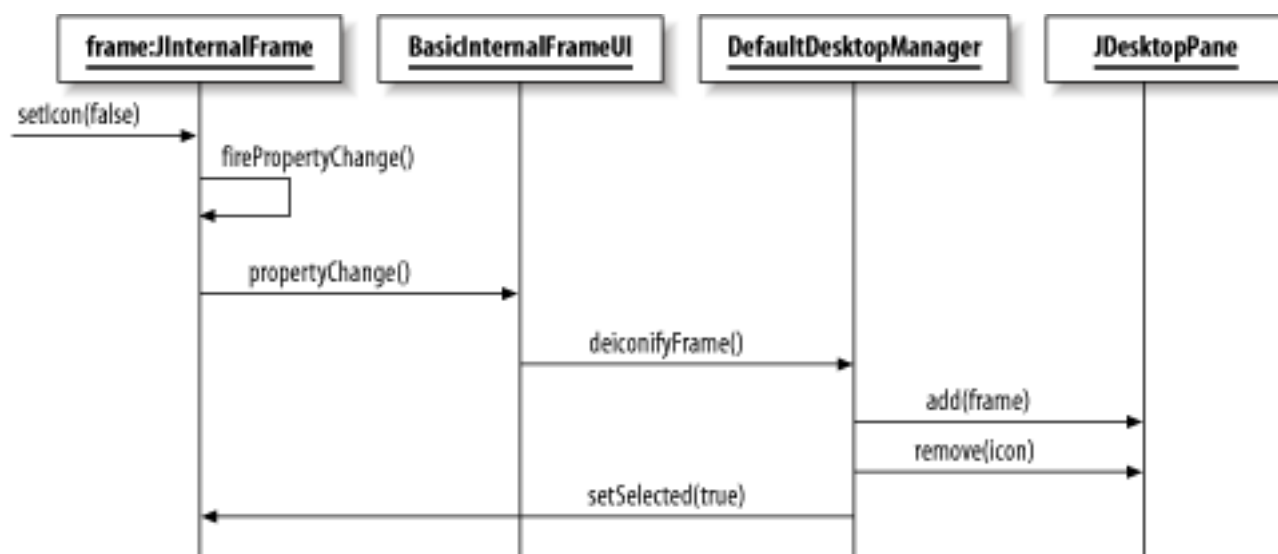 frame:JInternalFrame
BasicInternalFrameUI
DefaultDesktopManager
JDesktopPane
setIcon(false)
firePropertyChange()
propertyChange()
deiconifyFrame()
add(frame)
remove(icon)
setSelected(true)